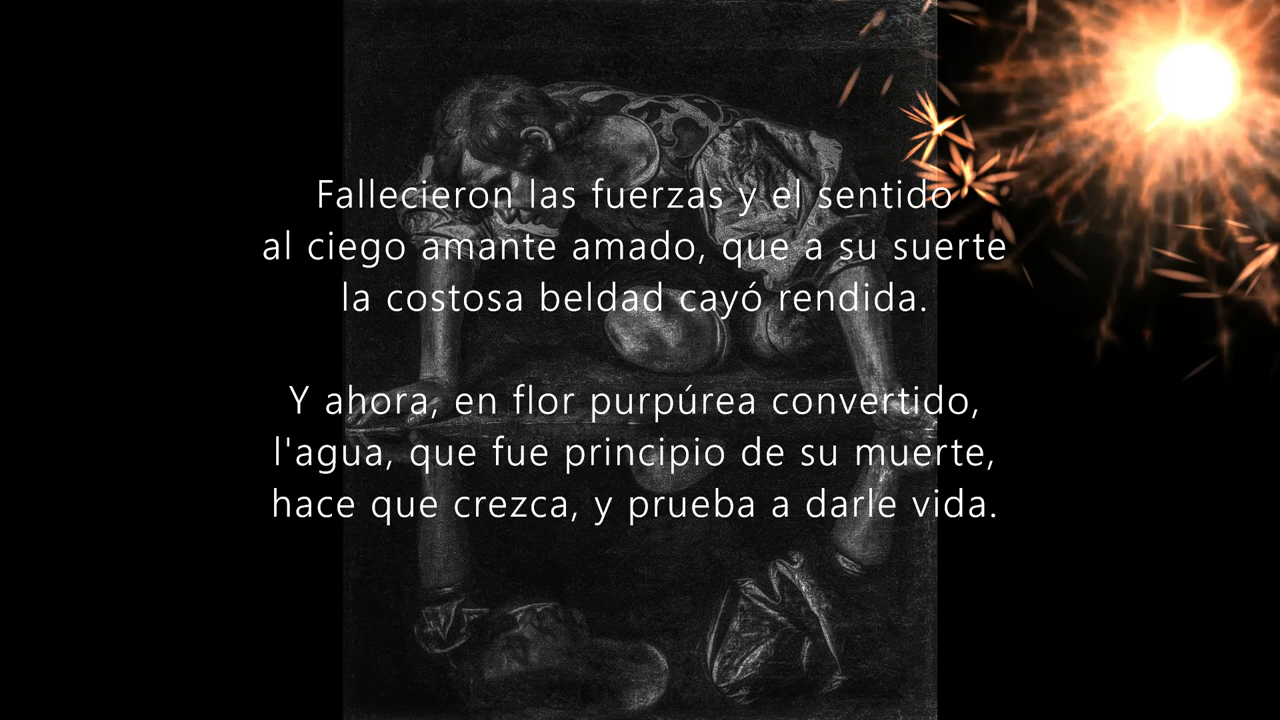 Fallecieron las fuerzas y el sentido
al ciego amante amado, que a su suerte
la costosa beldad cayó rendida.
Y ahora, en flor purpúrea convertido,
l'agua, que fue principio de su muerte,
hace que crezca, y prueba a darle vida.